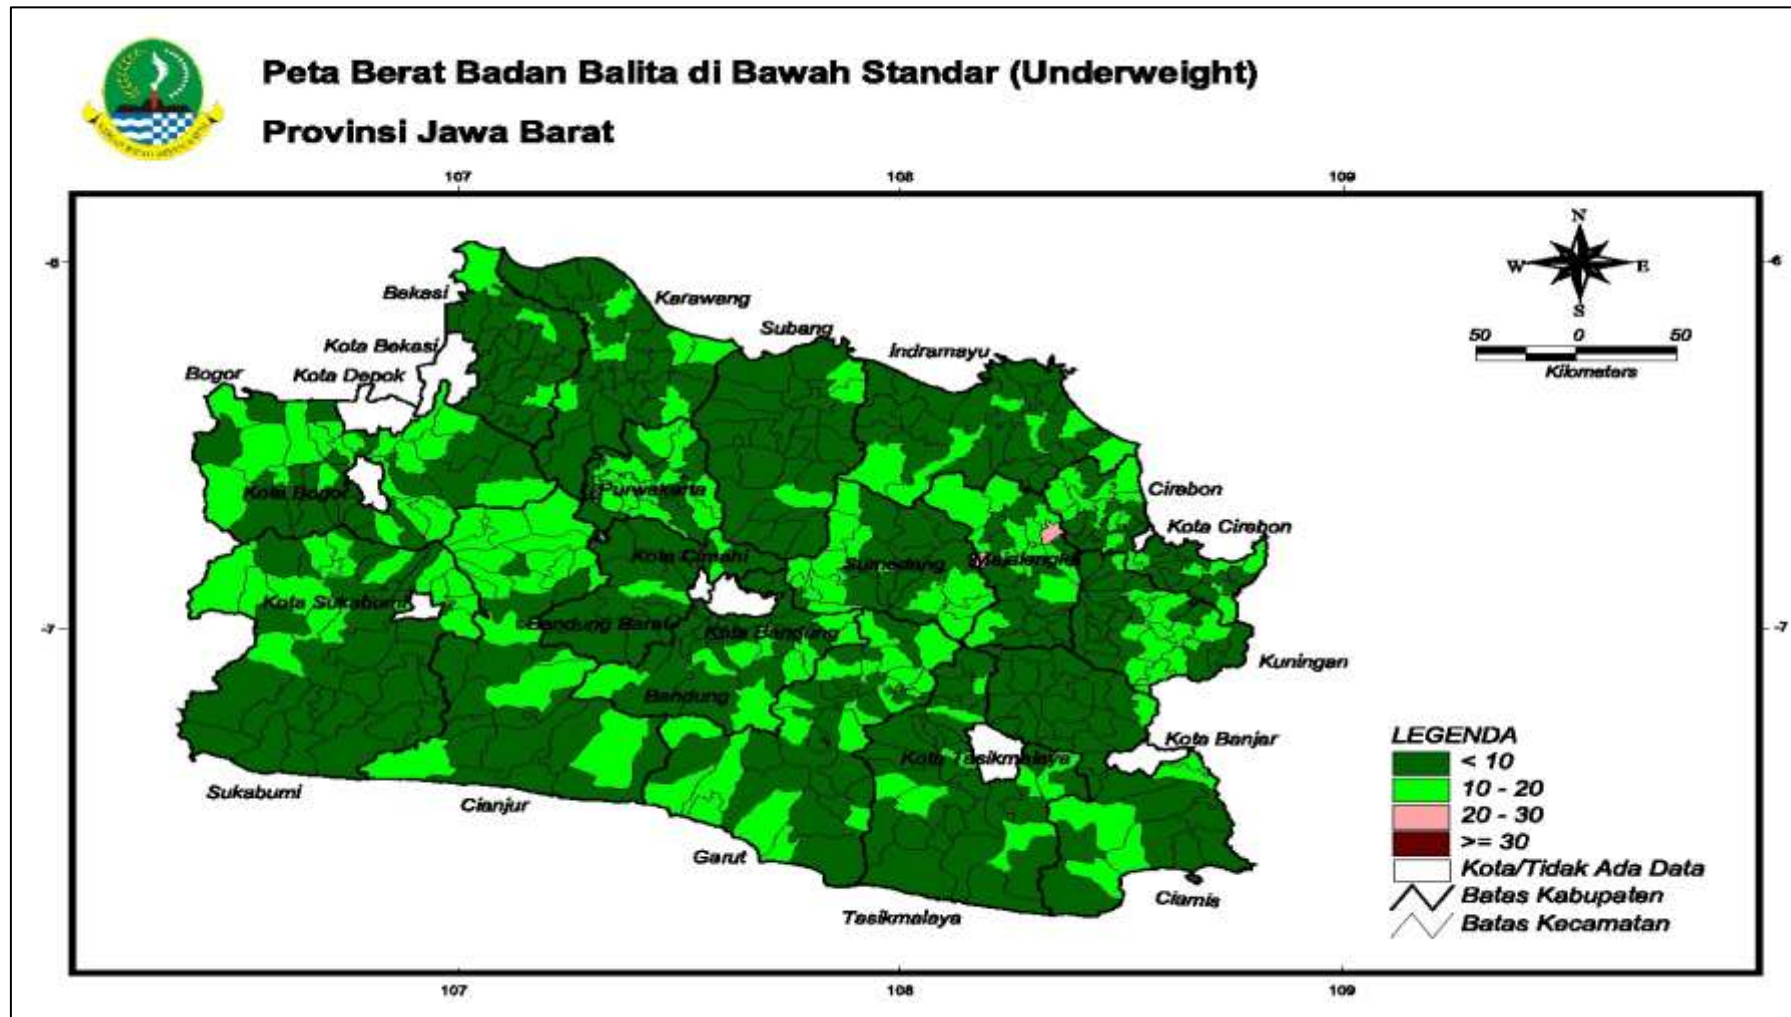 Peta Berat Badan Balita di Bawah Standar (Underweight)
Provinsi Jawa Barat
107
108
109
-6
-6
N
W
E
S
50
0
50
Kilometers
Bekasi
Karawang
Subang
Indramayu
Kota Bekasi
Bogor
Kota Depok
Kota Bogor
Purwakarta
Cirebon
Kota Cirebon
Kota Cimahi
Sumedang
Majalengka
Kota Sukabumi
Bandung Barat
Kota Bandung
-7
-7
Kuningan
Bandung
Kota Banjar
Kota Tasikmalaya
Sukabumi
Cianjur
Garut
Tasikmalaya
Ciamis
LEGENDA
< 10
10 - 20
20 - 30
>= 30
Kota/Tidak Ada Data
Batas Kabupaten
Batas Kecamatan
107
108
109